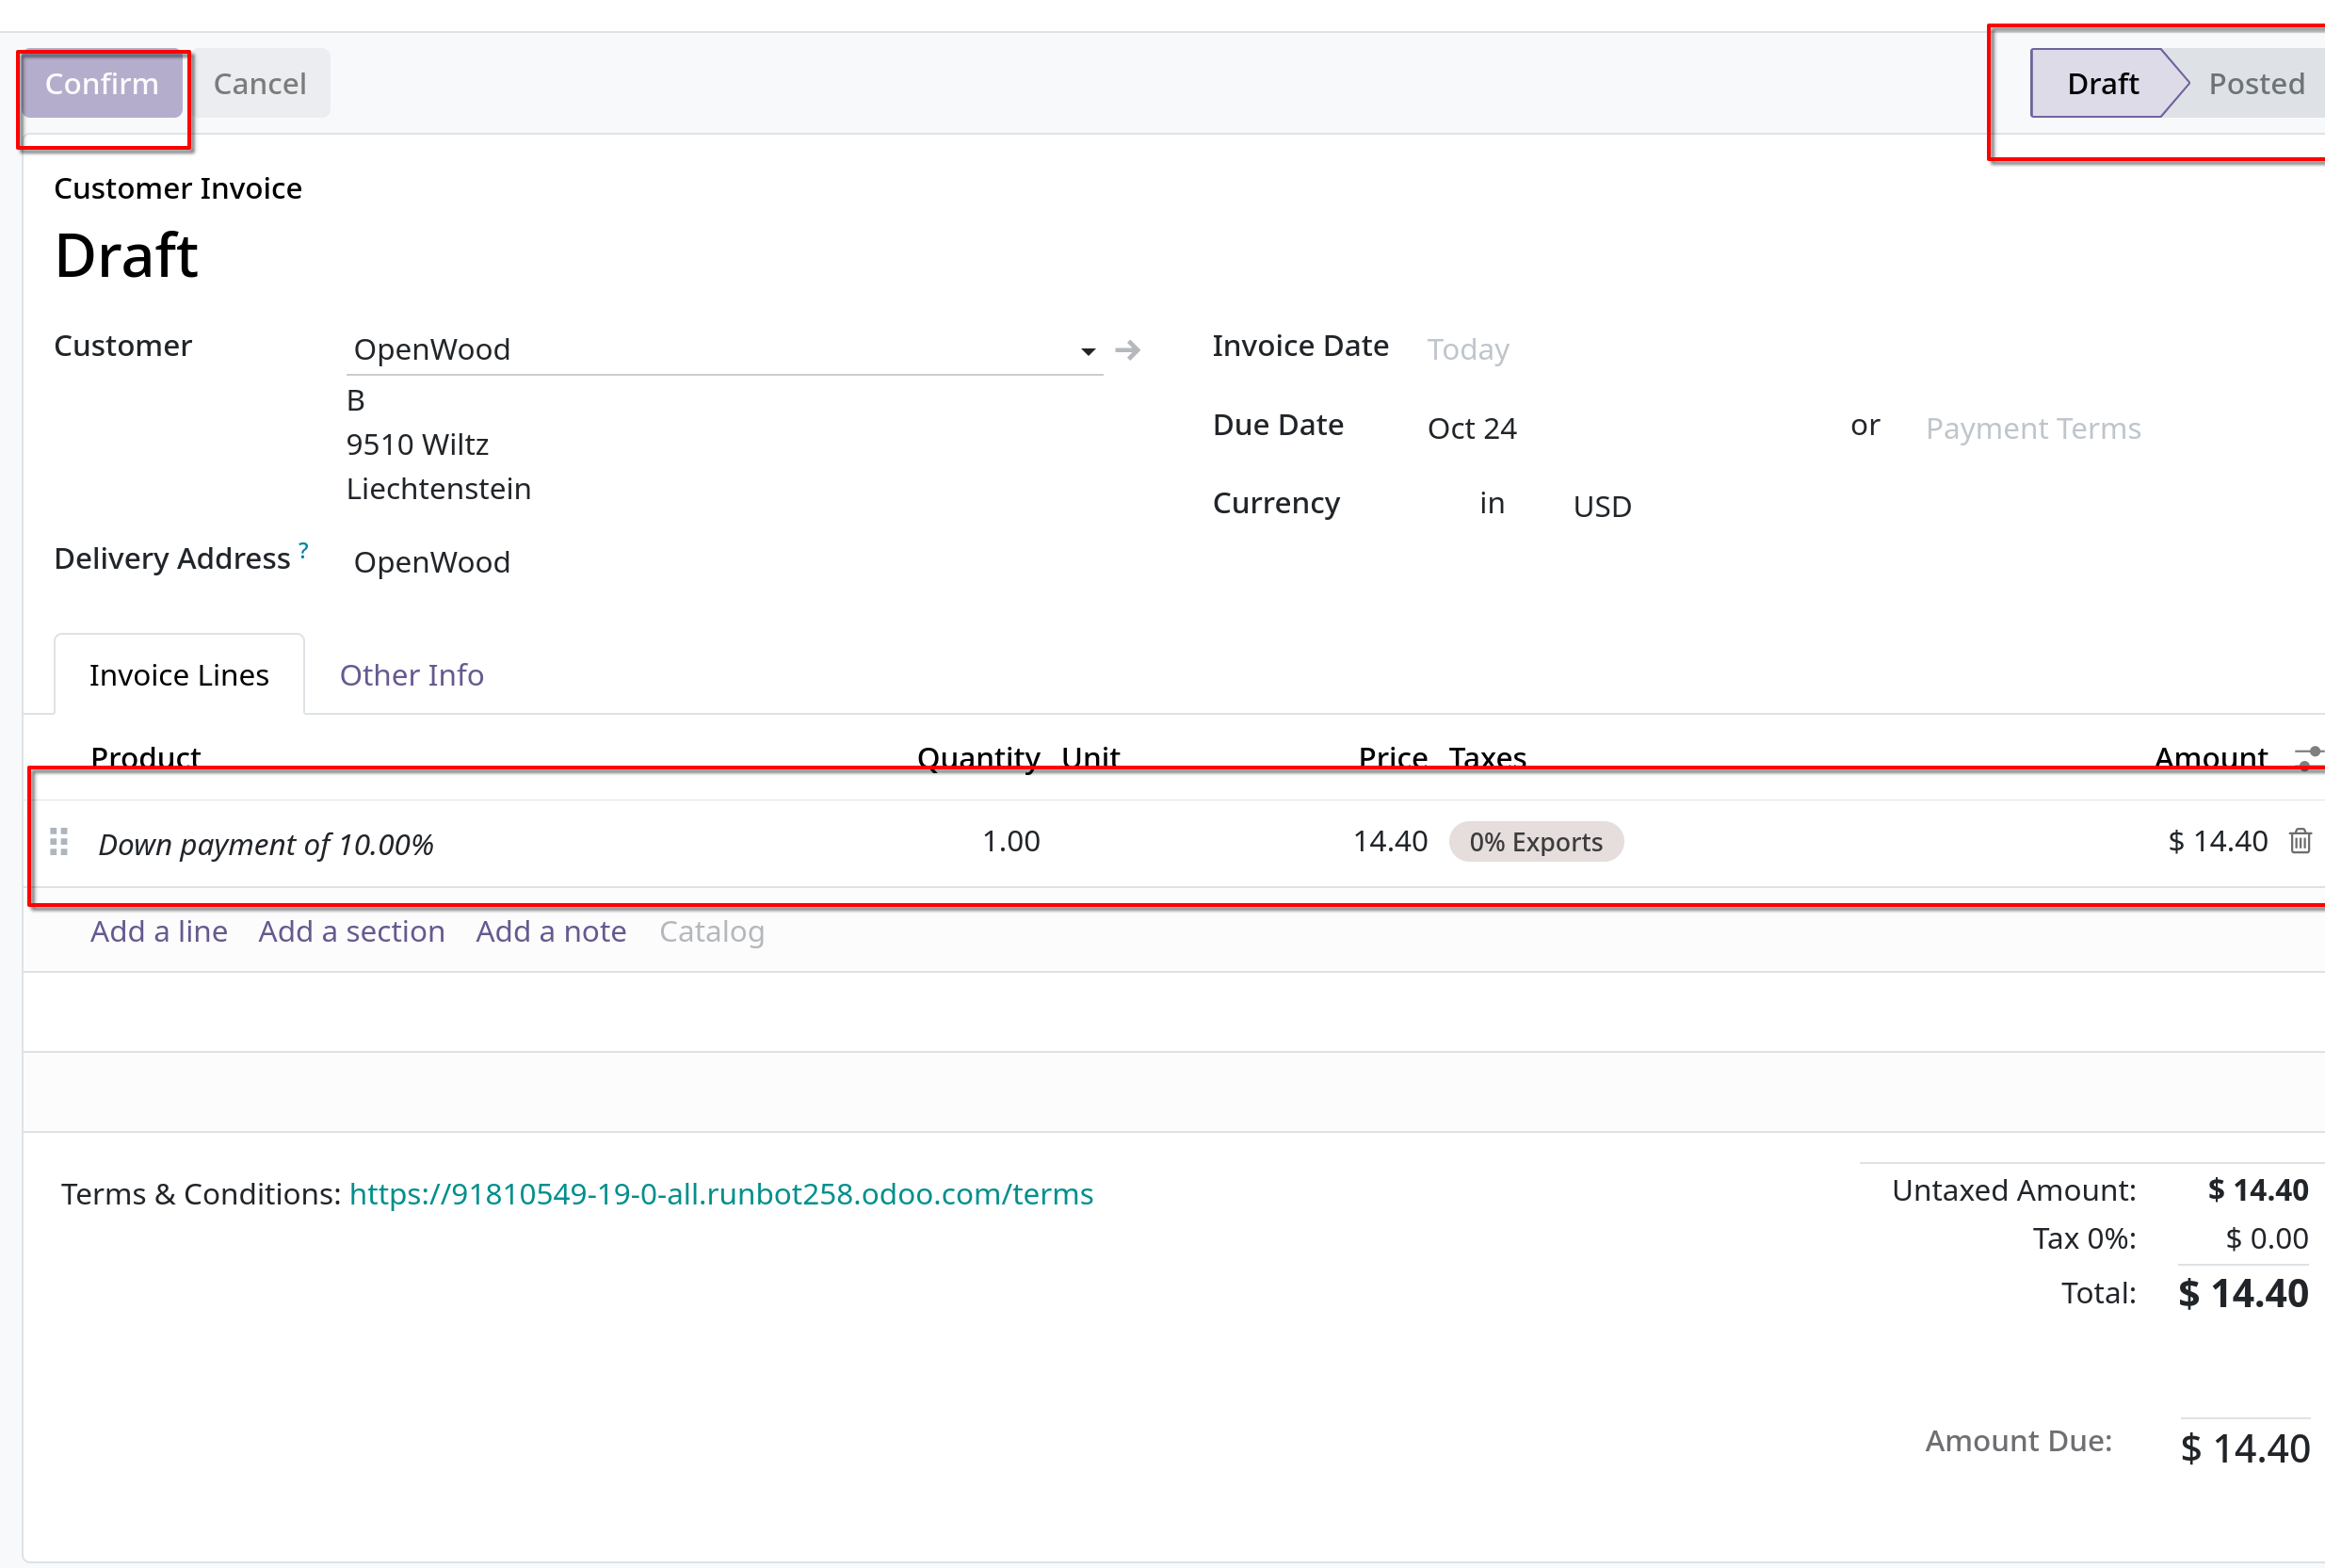 Confirm Cancel Draft Posted
Customer Invoice
Draft
Customer OpenWood Invoice Date Today
B
9510 Wiltz Due Date Oct 24 or Payment Terms
Liechtenstein Currency in USD
Delivery Address ? OpenWood
Invoice Lines Other Info
Product Quantity Unit Price Taxes Amount
Down payment of 10.00% 1.00 14.40 0% Exports $ 14.40
Add a line Add a section Add a note Catalog
Terms & Conditions: https://91810549-19-0-all.runbot258.odoo.com/terms Untaxed Amount: $ 14.40
Tax 0%: $ 0.00
Total: $ 14.40
Amount Due: $ 14.40